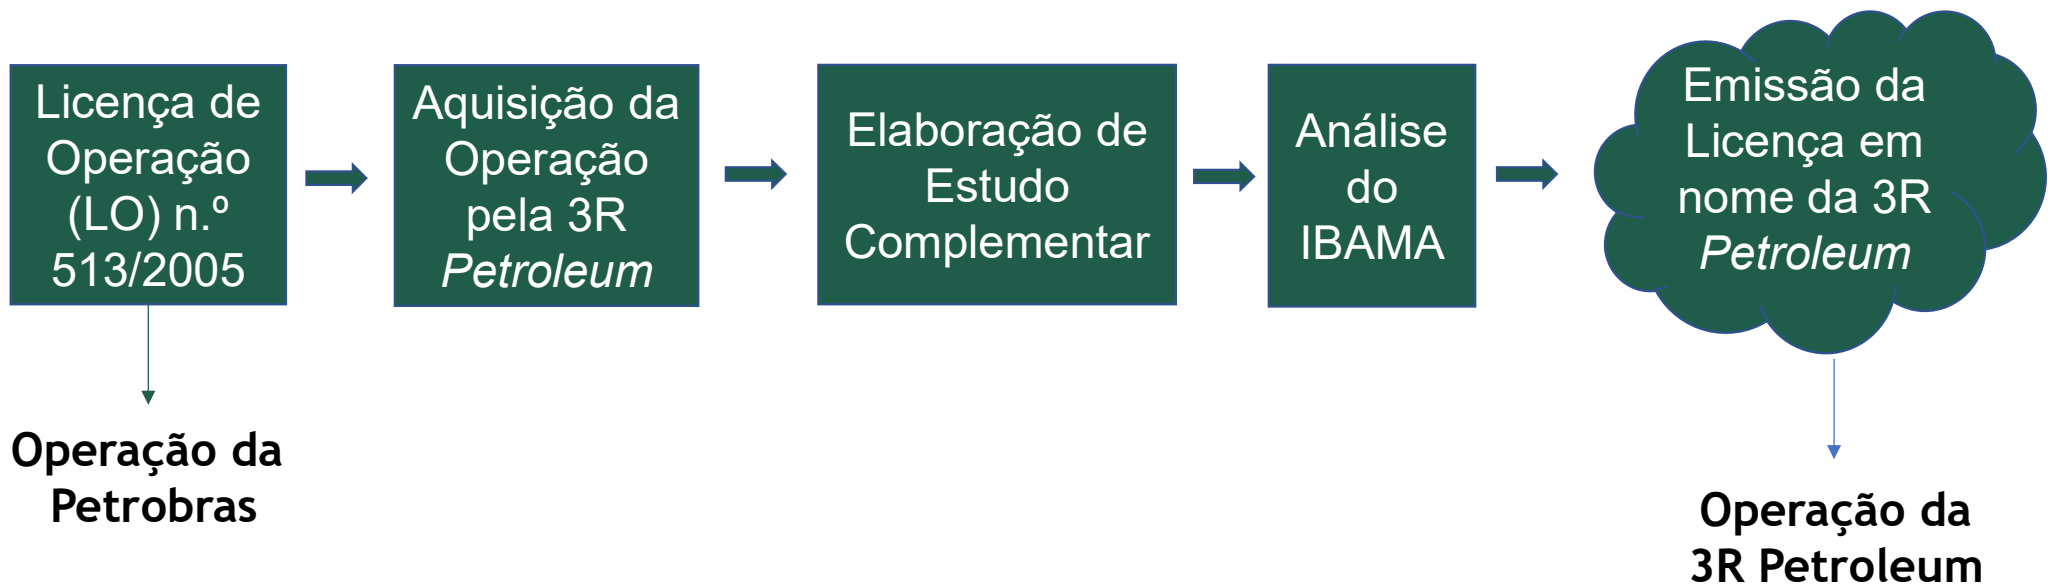 Licença de
Operação
(LO) n.º
513/2005
Aquisição da
Operação
pela 3R
Petroleum
Elaboração de
Estudo
Complementar
Análise
do
IBAMA
Emissão da
Licença em
nome da 3R
Petroleum
Operação da
Petrobras
Operação da
3R Petroleum